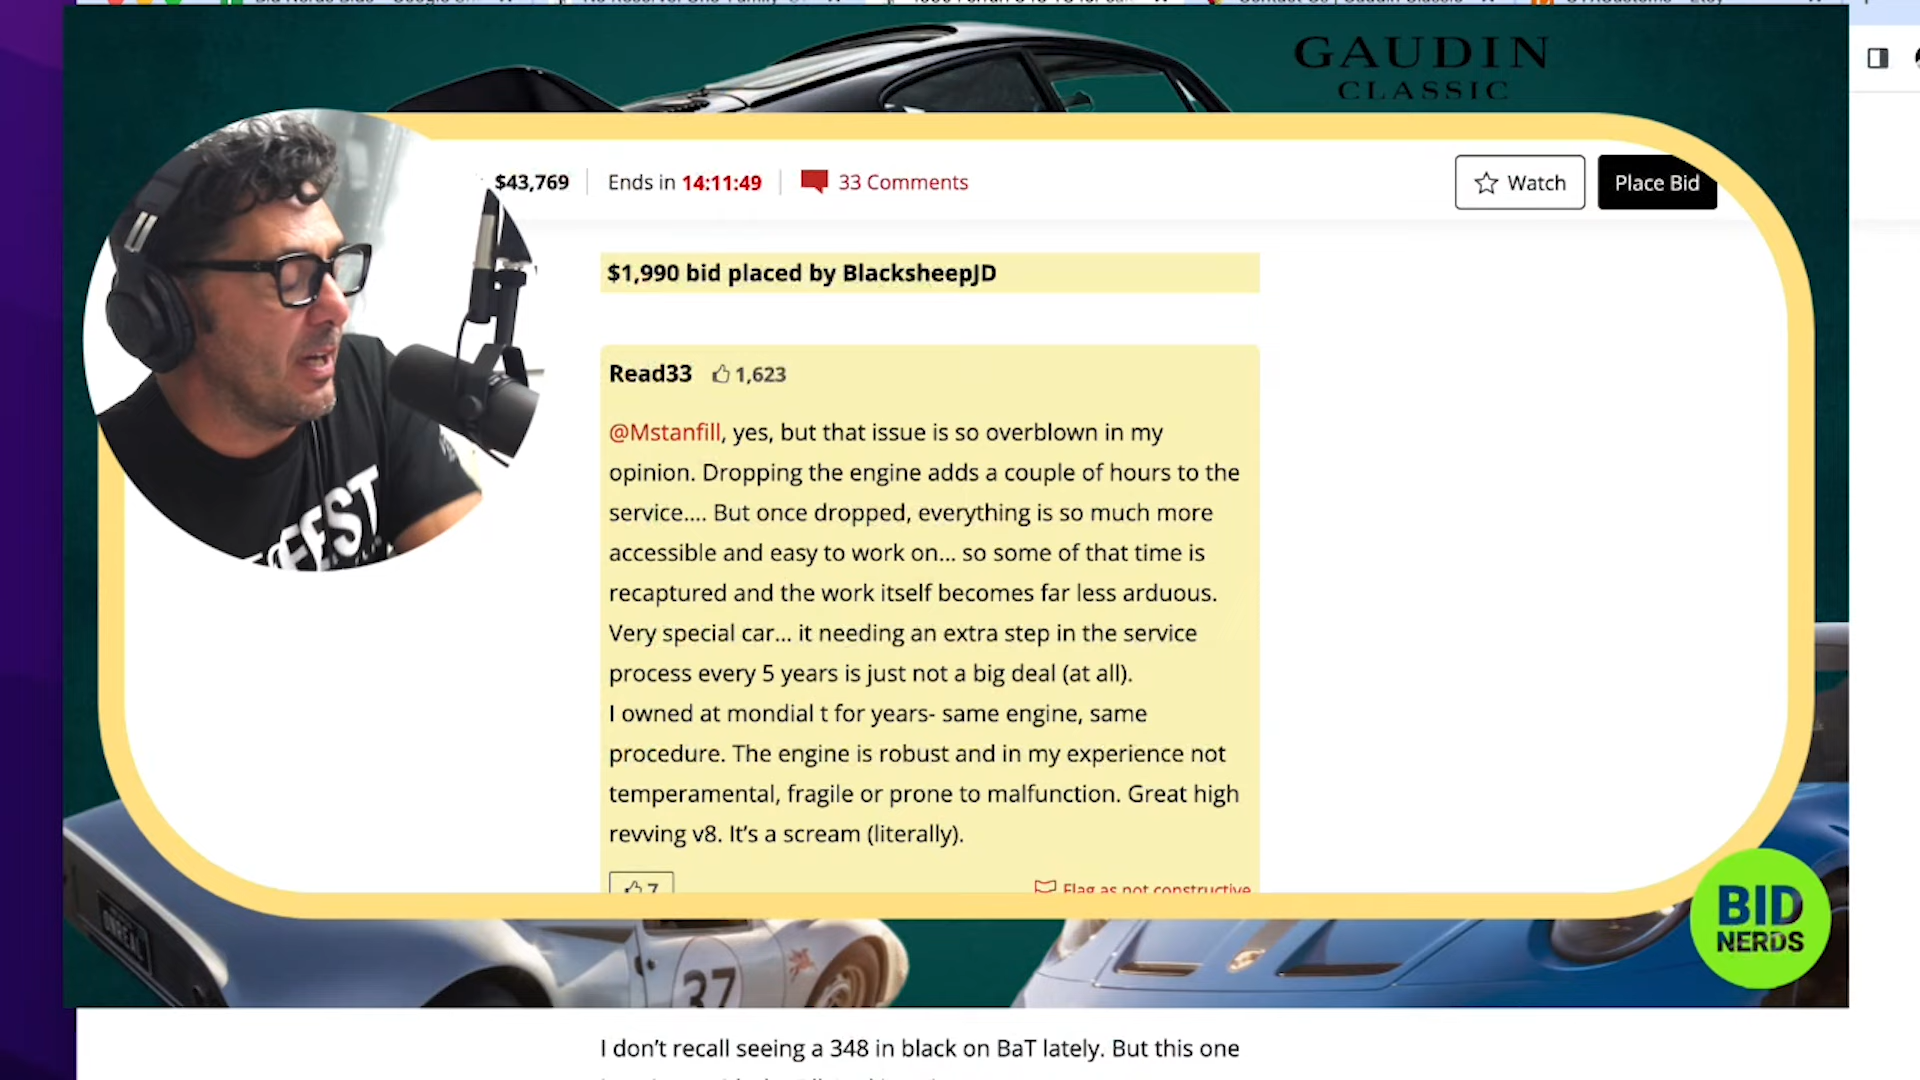 GAUDIN
CLASSIC
$43,769
Ends in 14:11:49
33 Comments
Watch
Place Bid
$1,990 bid placed by BlacksheepJD
Read33 1,623
@Mstanfill, yes, but that issue is so overblown in my
opinion. Dropping the engine adds a couple of hours to the
service.... But once dropped, everything is so much more
accessible and easy to work on... so some of that time is
recaptured and the work itself becomes far less arduous.
Very special car... it needing an extra step in the service
process every 5 years is just not a big deal (at all).
I owned at mondial t for years- same engine, same
procedure. The engine is robust and in my experience not
temperamental, fragile or prone to malfunction. Great high
revving v8. It's a scream (literally).
7
Flag as not constructive
BID
NERDS
37
I don't recall seeing a 348 in black on BaT lately. But this one